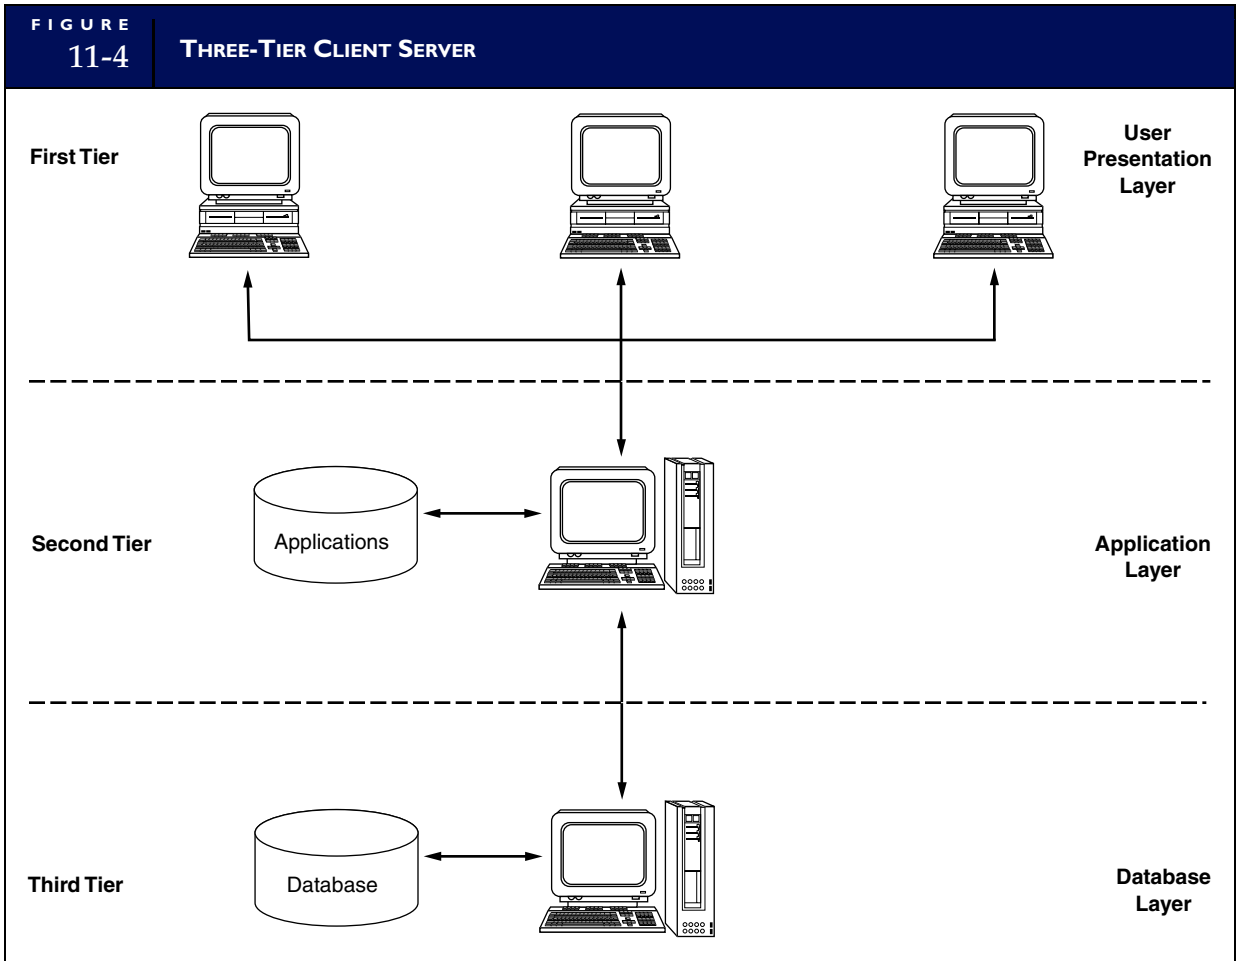 FIGURE
11-4
THREE-TIER CLIENT SERVER
First Tier
User
Presentation
Layer
Second Tier
Applications
Application
Layer
Third Tier
Database
Database
Layer